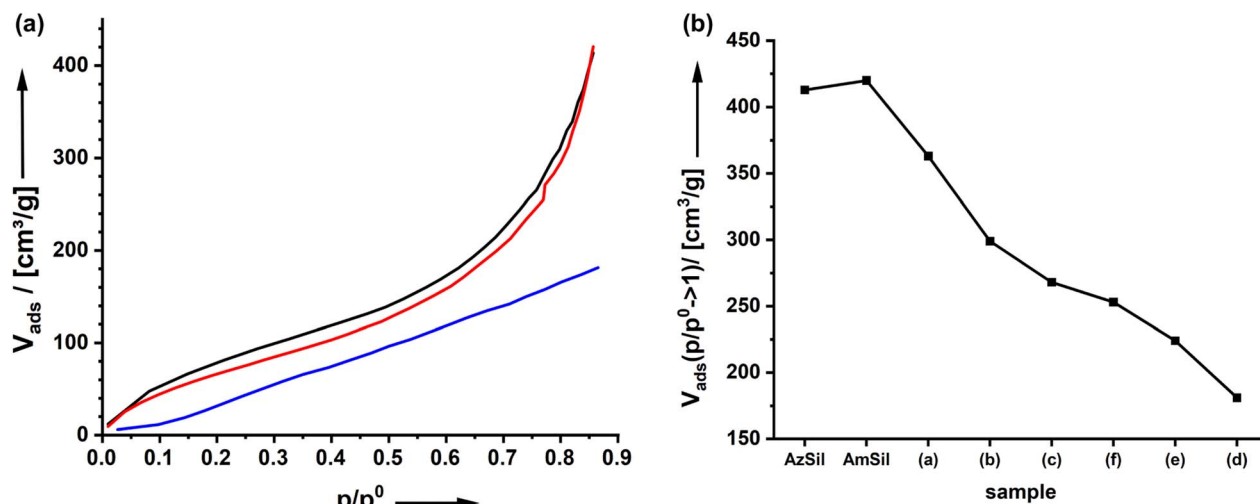 (a)
400
300
200
100
0
V_ads / [cm³/g]
0.0 0.1 0.2 0.3 0.4 0.5 0.6 0.7 0.8 0.9
p/p⁰
(b)
450
400
350
300
250
200
150
V_ads(p/p⁰->1)/ [cm³/g]
AzSil AmSil (a) (b) (c) (f) (e) (d)
sample